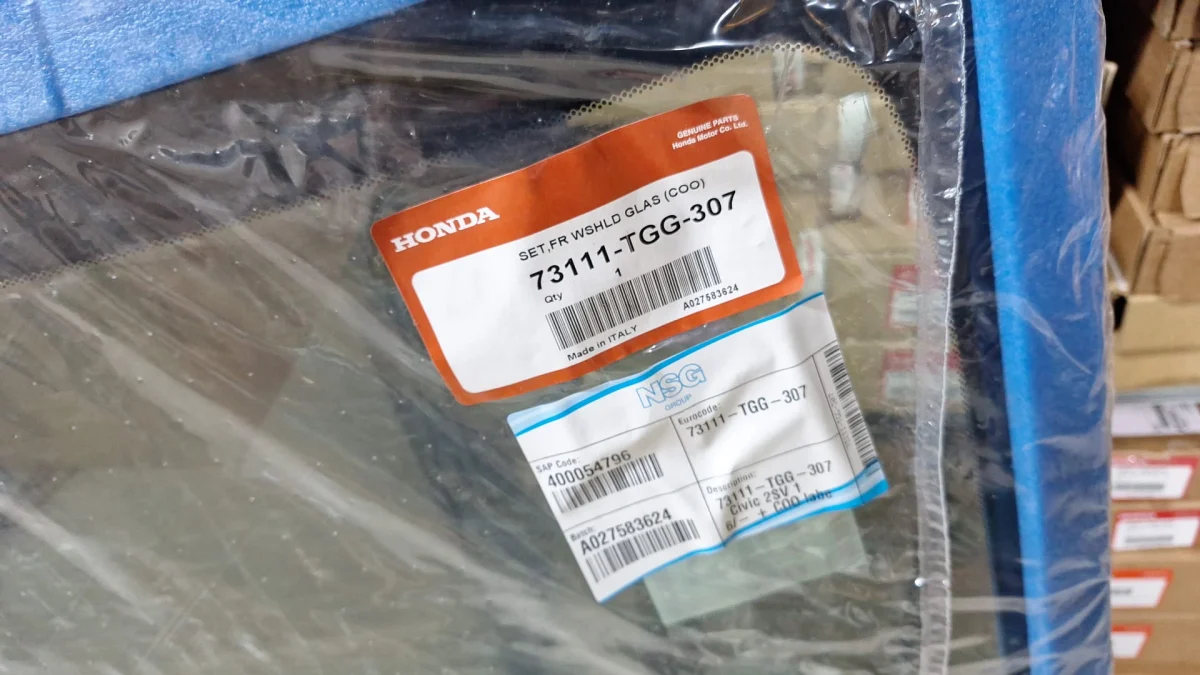 GENUINE PARTS
Honda Motor Co. Ltd.
HONDA
SET,FR WSHLD GLAS (COO)
73111-TGG-307
Qty 1
A027583624
Made in ITALY
NSG
GROUP
SAP Code:
400054796
Eurocode:
73111-TGG-307
Batch:
A027583624
Description:
73111-TGG-307
Civic 2SV 1
6/- + COO labe